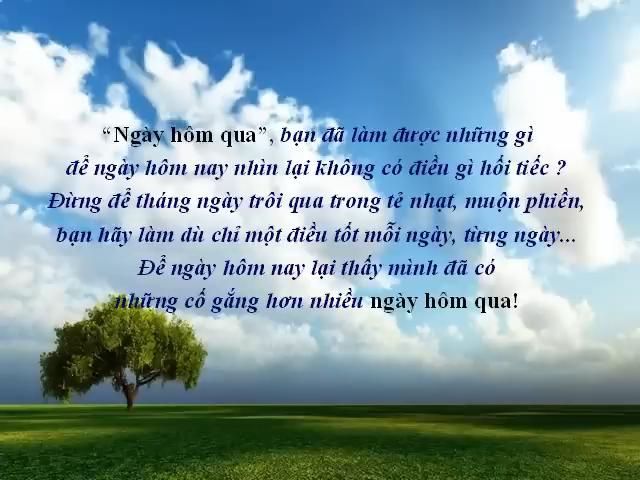 “Ngày hôm qua”, bạn đã làm được những gì
để ngày hôm nay nhìn lại không có điều gì hối tiếc ?
Đừng để tháng ngày trôi qua trong tẻ nhạt, muộn phiền,
bạn hãy làm dù chỉ một điều tốt mỗi ngày, từng ngày...
Để ngày hôm nay lại thấy mình đã có
những cố gắng hơn nhiều ngày hôm qua!